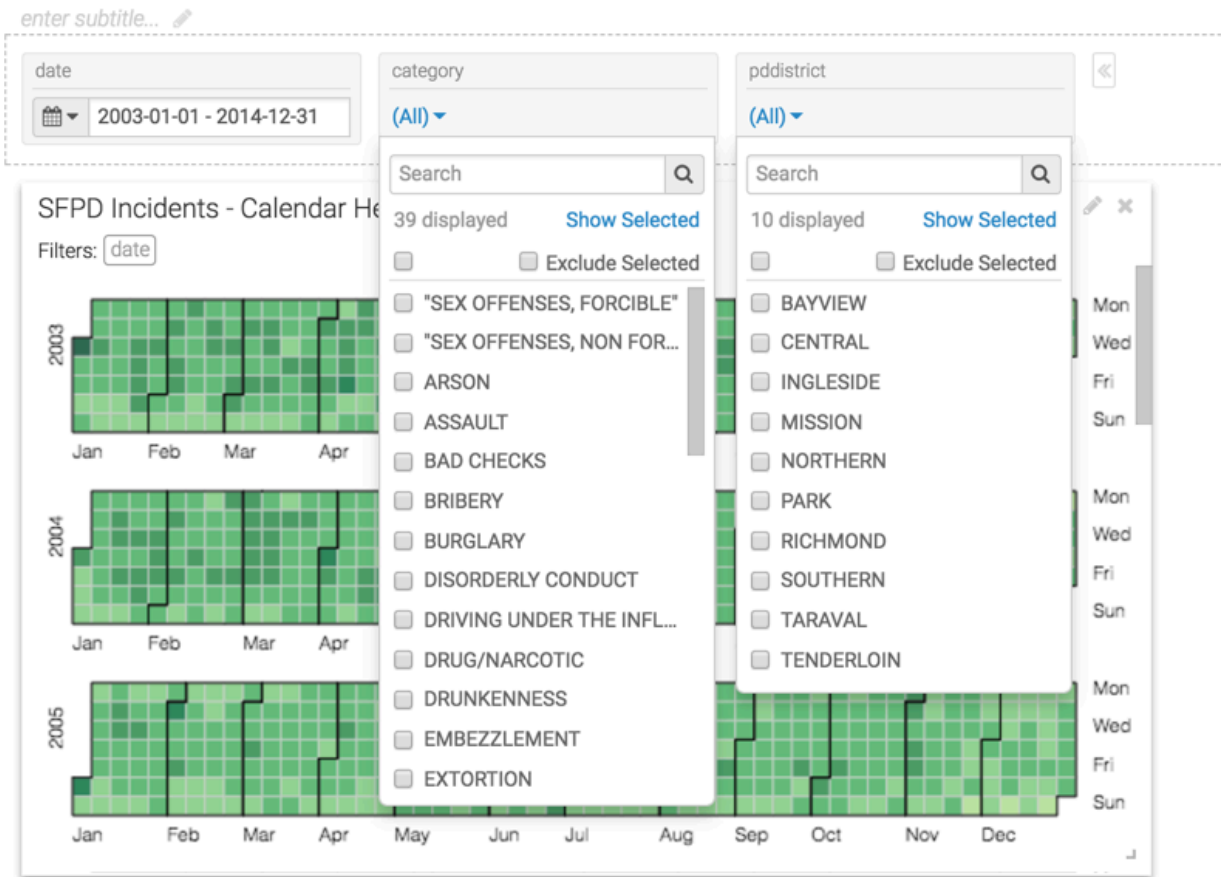 enter subtitle...
date
2003-01-01 - 2014-12-31
category
(All)
Search
39 displayed Show Selected
Exclude Selected
"SEX OFFENSES, FORCIBLE"
"SEX OFFENSES, NON FOR...
ARSON
ASSAULT
BAD CHECKS
BRIBERY
BURGLARY
DISORDERLY CONDUCT
DRIVING UNDER THE INFL...
DRUG/NARCOTIC
DRUNKENNESS
EMBEZZLEMENT
EXTORTION
pddistrict
(All)
Search
10 displayed Show Selected
Exclude Selected
BAYVIEW
CENTRAL
INGLESIDE
MISSION
NORTHERN
PARK
RICHMOND
SOUTHERN
TARAVAL
TENDERLOIN
SFPD Incidents - Calendar He
Filters: date
2003
Mon
Wed
Fri
Sun
Jan Feb Mar Apr
2004
Mon
Wed
Fri
Sun
Jan Feb Mar Apr
2005
Mon
Wed
Fri
Sun
Jan Feb Mar Apr May Jun Jul Aug Sep Oct Nov Dec